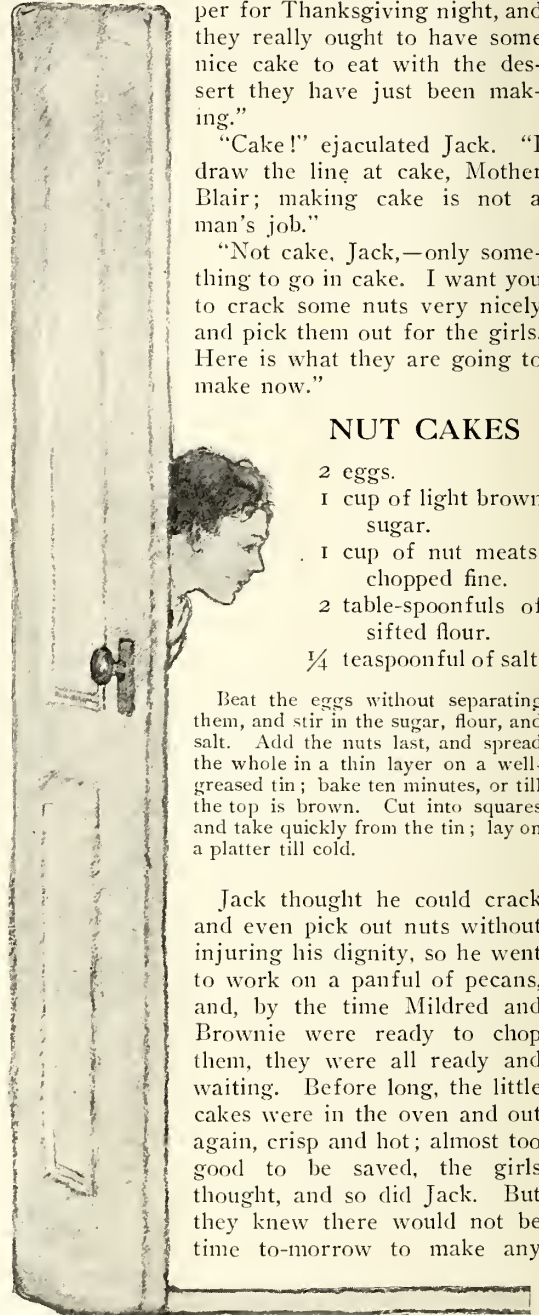 per for Thanksgiving night, and
they really ought to have some
nice cake to eat with the des-
sert they have just been mak-
ing."
"Cake!" ejaculated Jack. "I
draw the line at cake, Mother
Blair; making cake is not a
man's job."
"Not cake, Jack,—only some-
thing to go in cake. I want you
to crack some nuts very nicely
and pick them out for the girls.
Here is what they are going to
make now."
NUT CAKES
2 eggs.
1 cup of light brown
sugar.
1 cup of nut meats
chopped fine.
2 table-spoonfuls of
sifted flour.
¼ teaspoonful of salt
Beat the eggs without separating
them, and stir in the sugar, flour, and
salt. Add the nuts last, and spread
the whole in a thin layer on a well-
greased tin; bake ten minutes, or till
the top is brown. Cut into squares
and take quickly from the tin; lay on
a platter till cold.
Jack thought he could crack
and even pick out nuts without
injuring his dignity, so he went
to work on a panful of pecans,
and, by the time Mildred and
Brownie were ready to chop
them, they were all ready and
waiting. Before long, the little
cakes were in the oven and out
again, crisp and hot; almost too
good to be saved, the girls
thought, and so did Jack. But
they knew there would not be
time to-morrow to make any